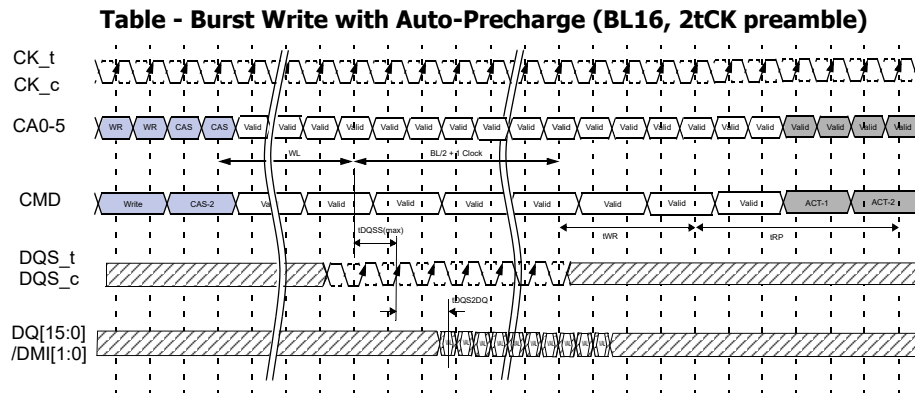 Table - Burst Write with Auto-Precharge (BL16, 2tCK preamble)
CK_t
CK_c
CA0-5
WR WR CAS CAS Valid Valid Valid Valid Valid Valid Valid Valid Valid Valid Valid Valid Valid Valid Valid Valid Valid Valid Valid Valid
WL
BL/2 + 1 Clock
CMD
Write CAS-2 Valid Valid Valid Valid Valid Valid Valid Valid ACT-1 ACT-2
tDQSS(max)
tWR
tRP
DQS_t
DQS_c
tDQS2DQ
DQ[15:0]
/DMI[1:0]